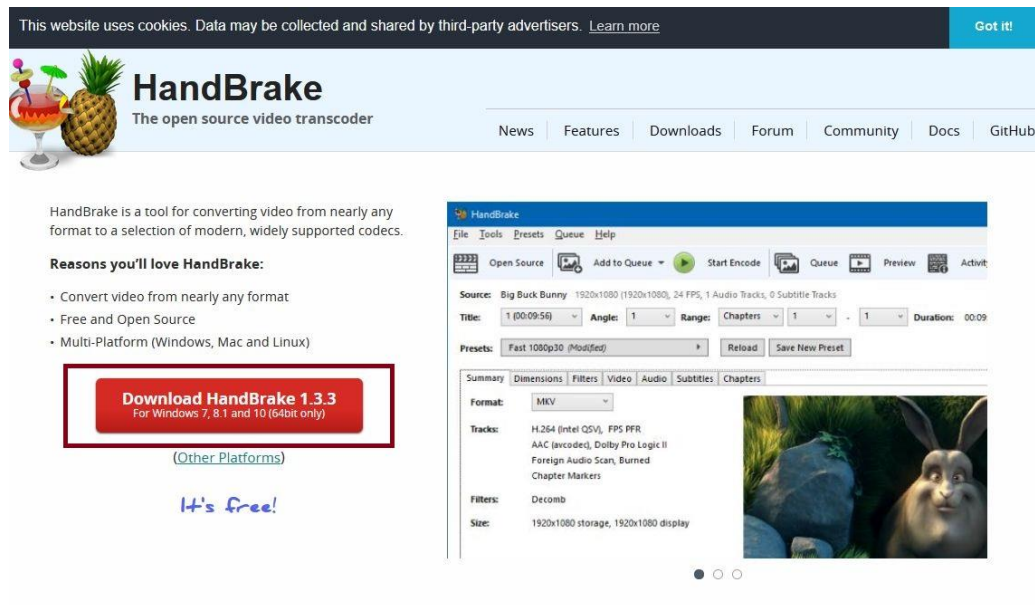 This website uses cookies. Data may be collected and shared by third-party advertisers. Learn more
Got it!
HandBrake
The open source video transcoder
News Features Downloads Forum Community Docs GitHub
HandBrake is a tool for converting video from nearly any
format to a selection of modern, widely supported codecs.
Reasons you'll love HandBrake:
• Convert video from nearly any format
• Free and Open Source
• Multi-Platform (Windows, Mac and Linux)
Download HandBrake 1.3.3
For Windows 7, 8.1 and 10 (64bit only)
(Other Platforms)
It's free!
HandBrake
File Tools Presets Queue Help
Open Source Add to Queue Start Encode Queue Preview Activit
Source: Big Buck Bunny 1920x1080 (1920x1080), 24 FPS, 1 Audio Tracks, 0 Subtitle Tracks
Title: 1 (00:09:56) Angle: 1 Range: Chapters 1 - 1 Duration: 00:09
Presets: Fast 1080p30 (Modified) Reload Save New Preset
Summary Dimensions Filters Video Audio Subtitles Chapters
Format: MKV
Tracks: H.264 (Intel QSV), FPS PFR
AAC (avcodec), Dolby Pro Logic II
Foreign Audio Scan, Burned
Chapter Markers
Filters: Decomb
Size: 1920x1080 storage, 1920x1080 display